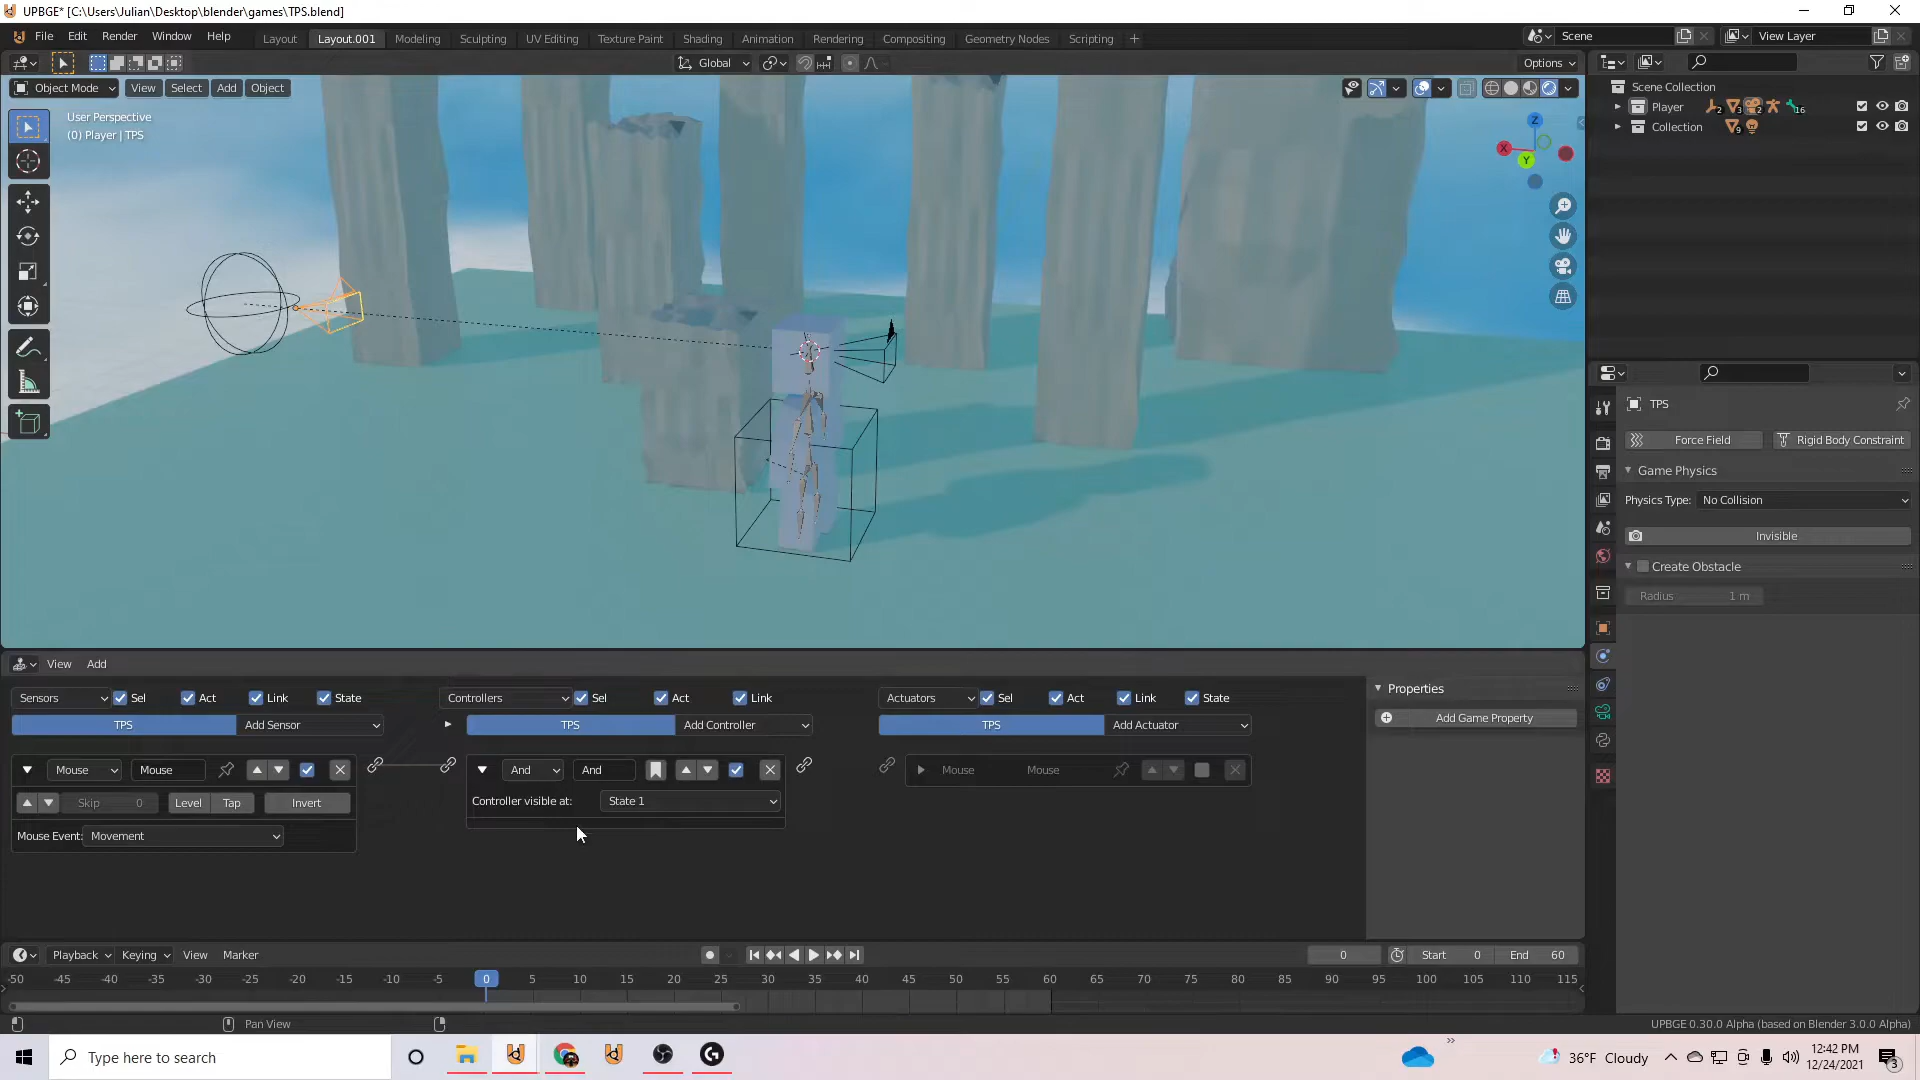 UPBGE* [C:\Users\Julian\Desktop\blender\games\TPS.blend]
File Edit Render Window Help Layout Layout.001 Modeling Sculpting UV Editing Texture Paint Shading Animation Rendering Compositing Geometry Nodes Scripting + Scene View Layer
Global Options
Object Mode View Select Add Object
User Perspective
(0) Player | TPS
Z
X
Y
Scene Collection
Player 2 3 2 16
Collection 9
TPS
Force Field Rigid Body Constraint
Game Physics
Physics Type: No Collision
Invisible
Create Obstacle
Radius 1 m
View Add
Sensors Sel Act Link State Controllers Sel Act Link Actuators Sel Act Link State
TPS Add Sensor TPS Add Controller TPS Add Actuator
Mouse Mouse And And Mouse Mouse
Skip 0 Level Tap Invert Controller visible at: State 1
Mouse Event: Movement
Properties
Add Game Property
Playback Keying View Marker 0 Start 0 End 60
-50 -45 -40 -35 -30 -25 -20 -15 -10 -5 0 5 10 15 20 25 30 35 40 45 50 55 60 65 70 75 80 85 90 95 100 105 110 115
Pan View UPBGE 0.30.0 Alpha (based on Blender 3.0.0 Alpha)
Type here to search 36°F Cloudy 12:42 PM
12/24/2021 3